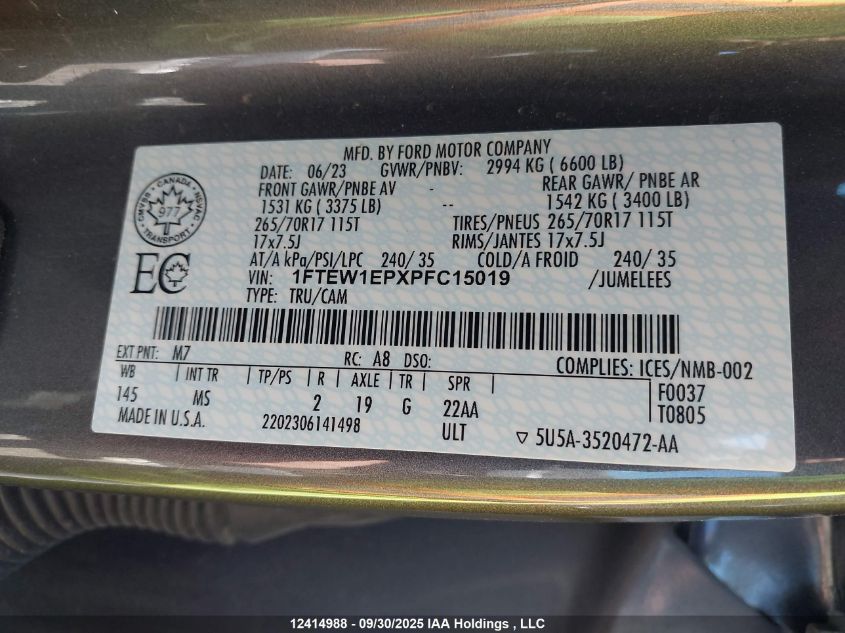 MFD. BY FORD MOTOR COMPANY
DATE: 06/23 GVWR/PNBV: 2994 KG ( 6600 LB)
FRONT GAWR/PNBE AV - REAR GAWR/ PNBE AR
1531 KG ( 3375 LB) -- 1542 KG ( 3400 LB)
265/70R17 115T TIRES/PNEUS 265/70R17 115T
17x7.5J RIMS/JANTES 17x7.5J
AT/A kPa/PSI/LPC 240/ 35 COLD/A FROID 240/ 35
VIN: 1FTEW1EPXPFC15019 /JUMELEES
TYPE: TRU/CAM
CANADA
CMVSS NSVAC
977
TRANSPORT
EC
EXT PNT: M7 RC: A8 DSO: COMPLIES: ICES/NMB-002
WB INT TR TP/PS R AXLE TR SPR F0037
145 MS 2 19 G 22AA T0805
MADE IN U.S.A. 2202306141498 ULT 5U5A-3520472-AA
12414988 - 09/30/2025 IAA Holdings , LLC